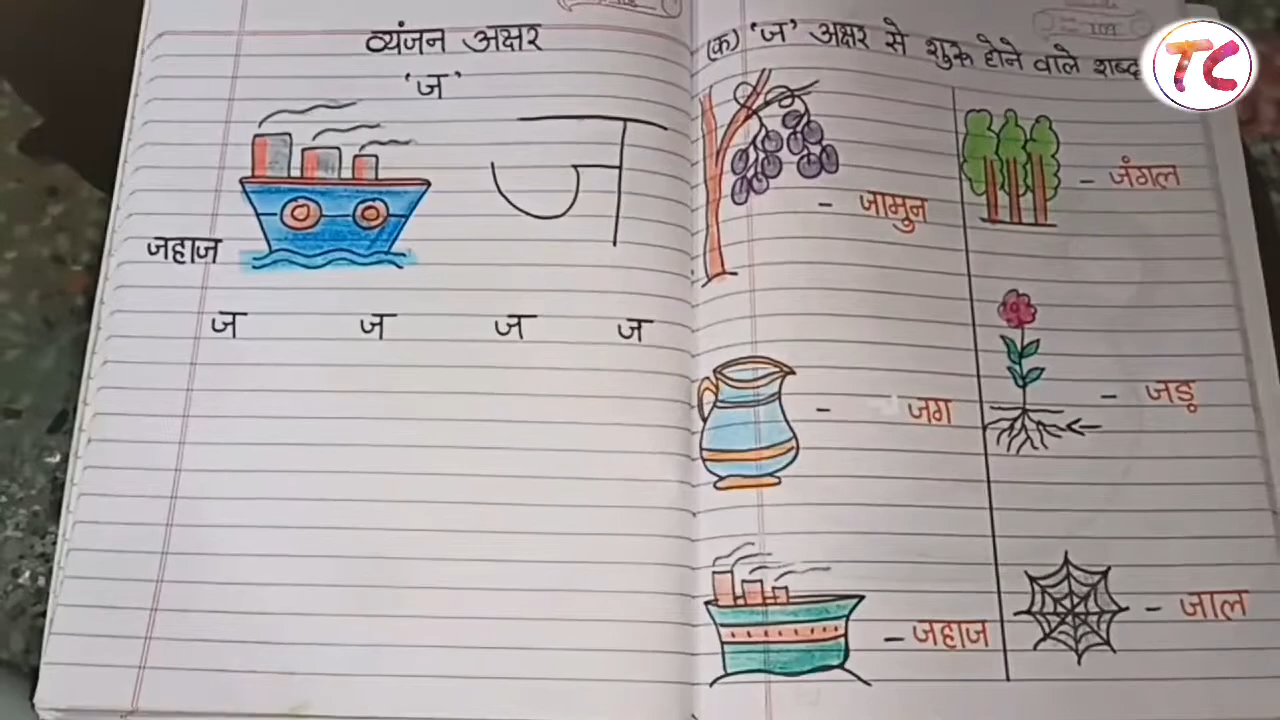 व्यंजन अक्षर
'ज'
ज
जहाज
ज ज ज ज
(क) 'ज' अक्षर से शुरू होने वाले शब्द
- जामुन
- जंगल
- जग
- जड़
- जहाज
- जाल
TC